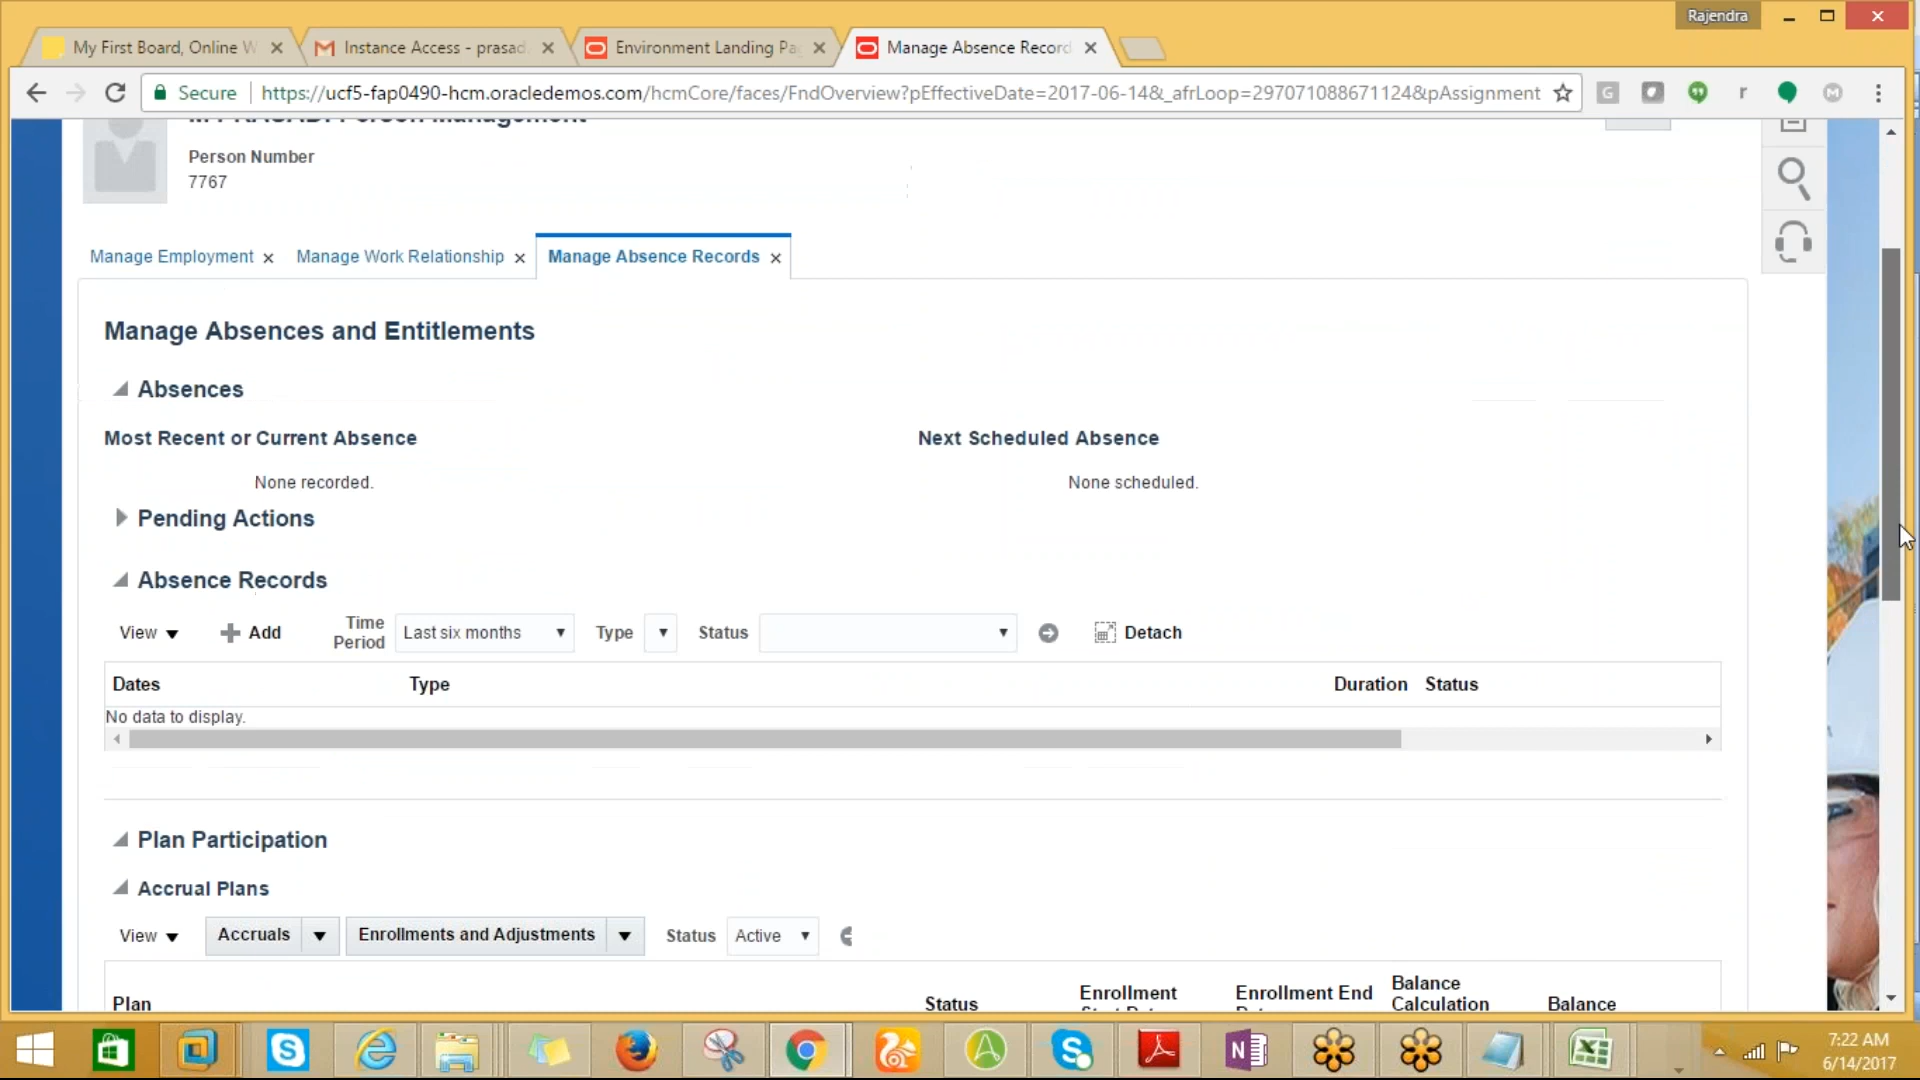 Rajendra
My First Board, Online W
Instance Access - prasad
Environment Landing Pa
Manage Absence Record
Secure
https://ucf5-fap0490-hcm.oracledemos.com/hcmCore/faces/FndOverview?pEffectiveDate=2017-06-14&_afrLoop=297071088671124&pAssignment
Person Management
Person Number
7767
Manage Employment
Manage Work Relationship
Manage Absence Records
Manage Absences and Entitlements
Absences
Most Recent or Current Absence
Next Scheduled Absence
None recorded.
None scheduled.
Pending Actions
Absence Records
View
Add
Time Period
Last six months
Type
Status
Detach
Dates
Type
Duration
Status
No data to display.
Plan Participation
Accrual Plans
View
Accruals
Enrollments and Adjustments
Status
Active
Plan
Status
Enrollment
Enrollment End
Balance
Calculation
Balance
7:22 AM
6/14/2017